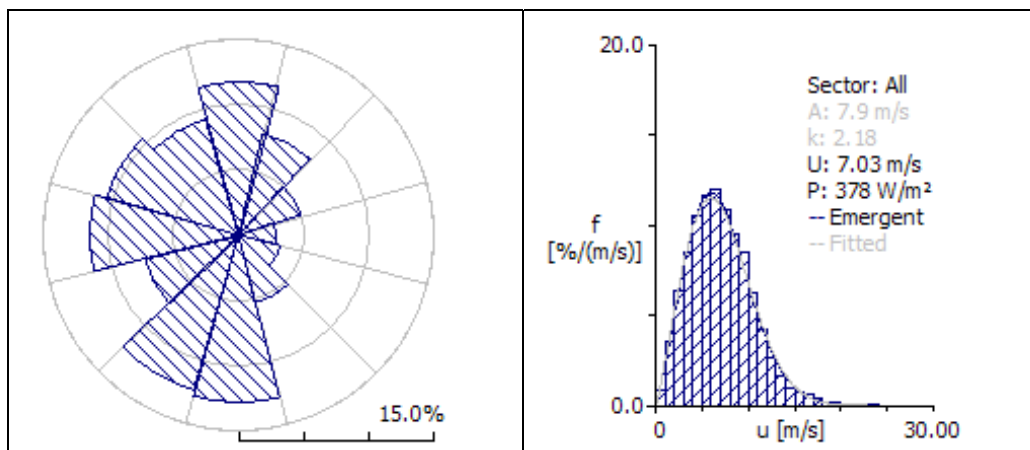 15.0%
20.0
f
[%/(m/s)]
0.0
0
u [m/s]
30.00
Sector: All
A: 7.9 m/s
k: 2.18
U: 7.03 m/s
P: 378 W/m²
-- Emergent
-- Fitted